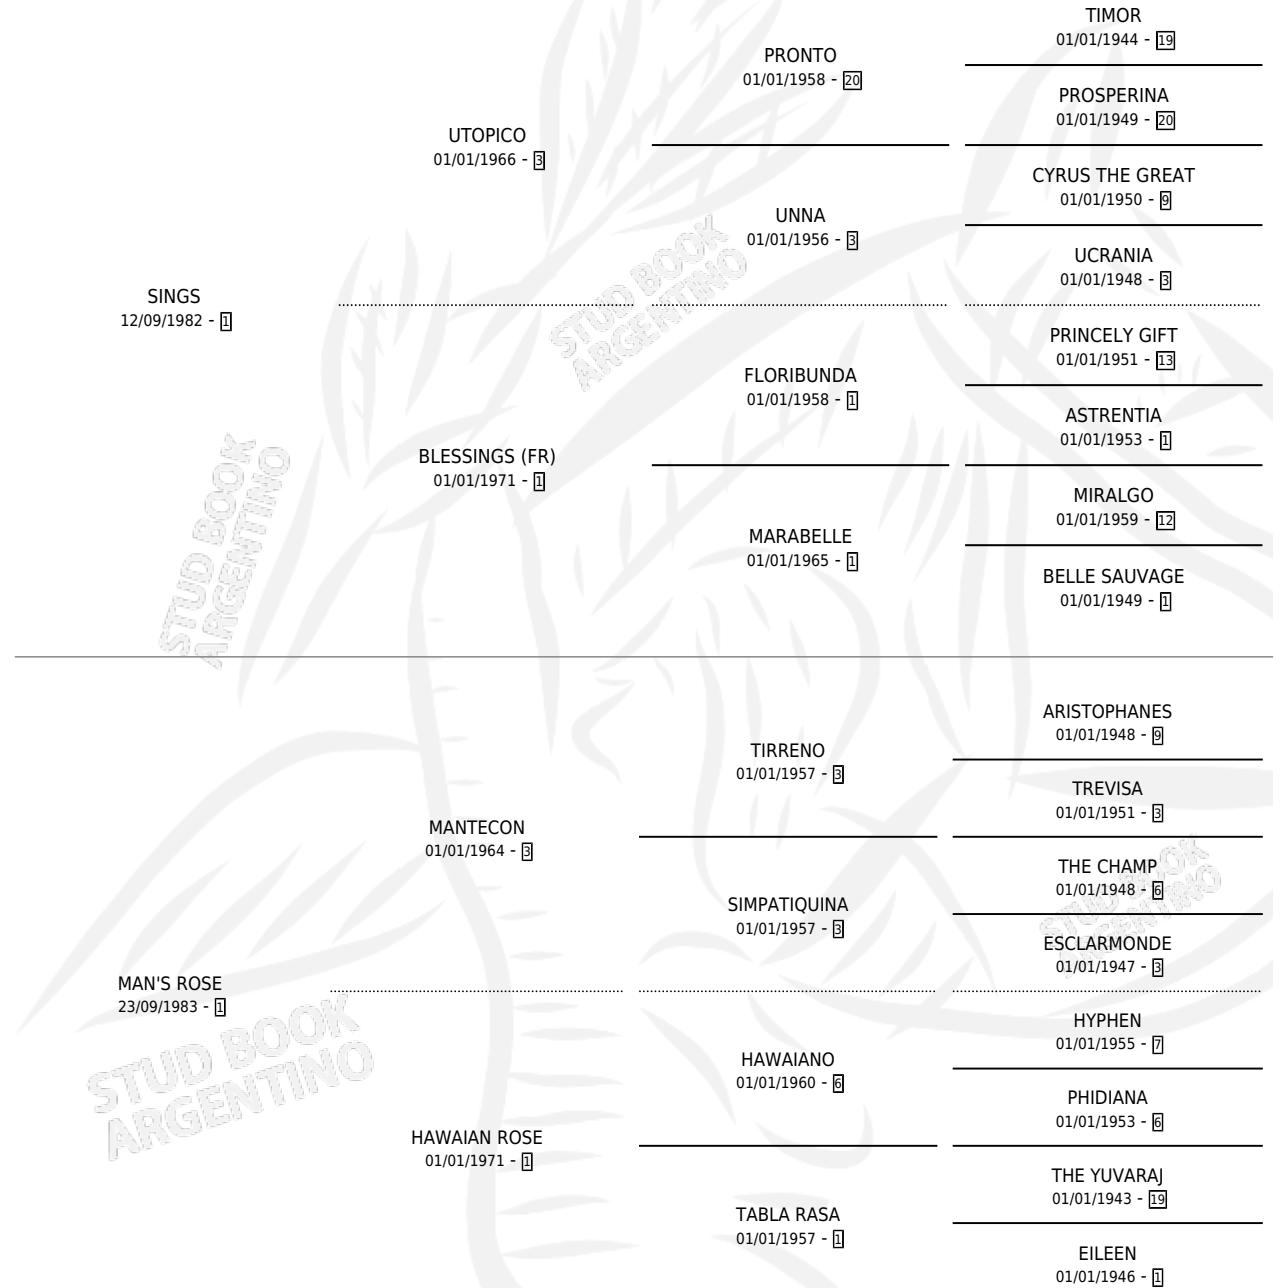 TIMOR
01/01/1944 - 19
PRONTO
01/01/1958 - 20
PROSPERINA
01/01/1949 - 20
UTOPICO
01/01/1966 - 3
CYRUS THE GREAT
01/01/1950 - 9
UNNA
01/01/1956 - 3
UCRANIA
01/01/1948 - 3
SINGS
12/09/1982 - 1
PRINCELY GIFT
01/01/1951 - 13
FLORIBUNDA
01/01/1958 - 1
ASTRENTIA
01/01/1953 - 1
BLESSINGS (FR)
01/01/1971 - 1
MIRALGO
01/01/1959 - 12
MARABELLE
01/01/1965 - 1
BELLE SAUVAGE
01/01/1949 - 1
STUD BOOK
ARGENTINO
STUD BOOK
ARGENTINO
ARISTOPHANES
01/01/1948 - 9
TIRRENO
01/01/1957 - 3
TREVISA
01/01/1951 - 3
MANTECON
01/01/1964 - 3
THE CHAMP
01/01/1948 - 6
SIMPATIQUINA
01/01/1957 - 3
ESCLARMONDE
01/01/1947 - 3
STUD BOOK
ARGENTINO
MAN'S ROSE
23/09/1983 - 1
HYPHEN
01/01/1955 - 7
HAWAIANO
01/01/1960 - 6
PHIDIANA
01/01/1953 - 6
STUD BOOK
ARGENTINO
HAWAIAN ROSE
01/01/1971 - 1
THE YUVARAJ
01/01/1943 - 19
TABLA RASA
01/01/1957 - 1
EILEEN
01/01/1946 - 1